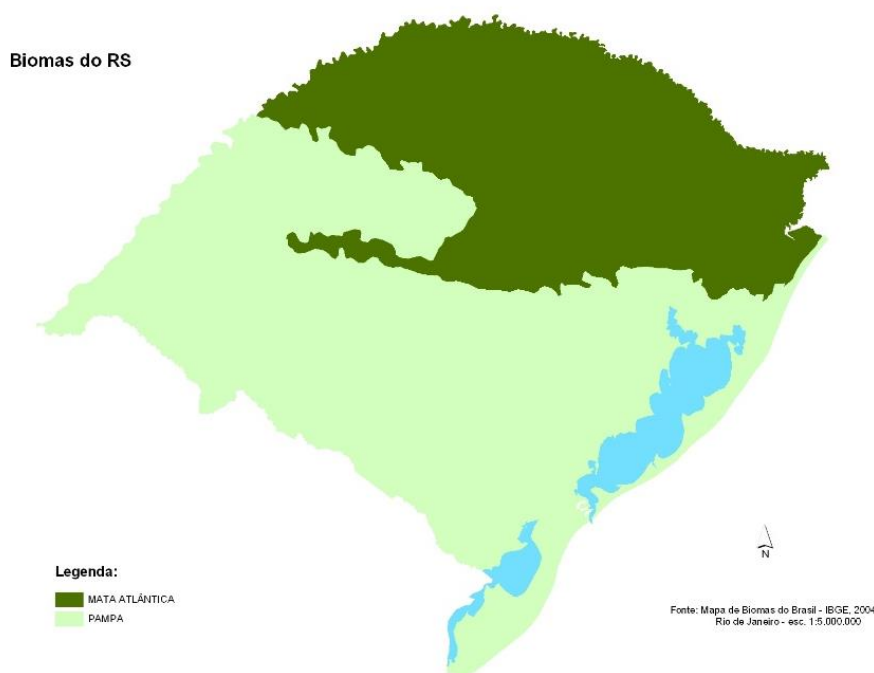 Biomas do RS
N
Legenda:
MATA ATLÂNTICA
PAMPA
Fonte: Mapa de Biomas do Brasil - IBGE, 2004
Rio de Janeiro - esc. 1:5.000.000